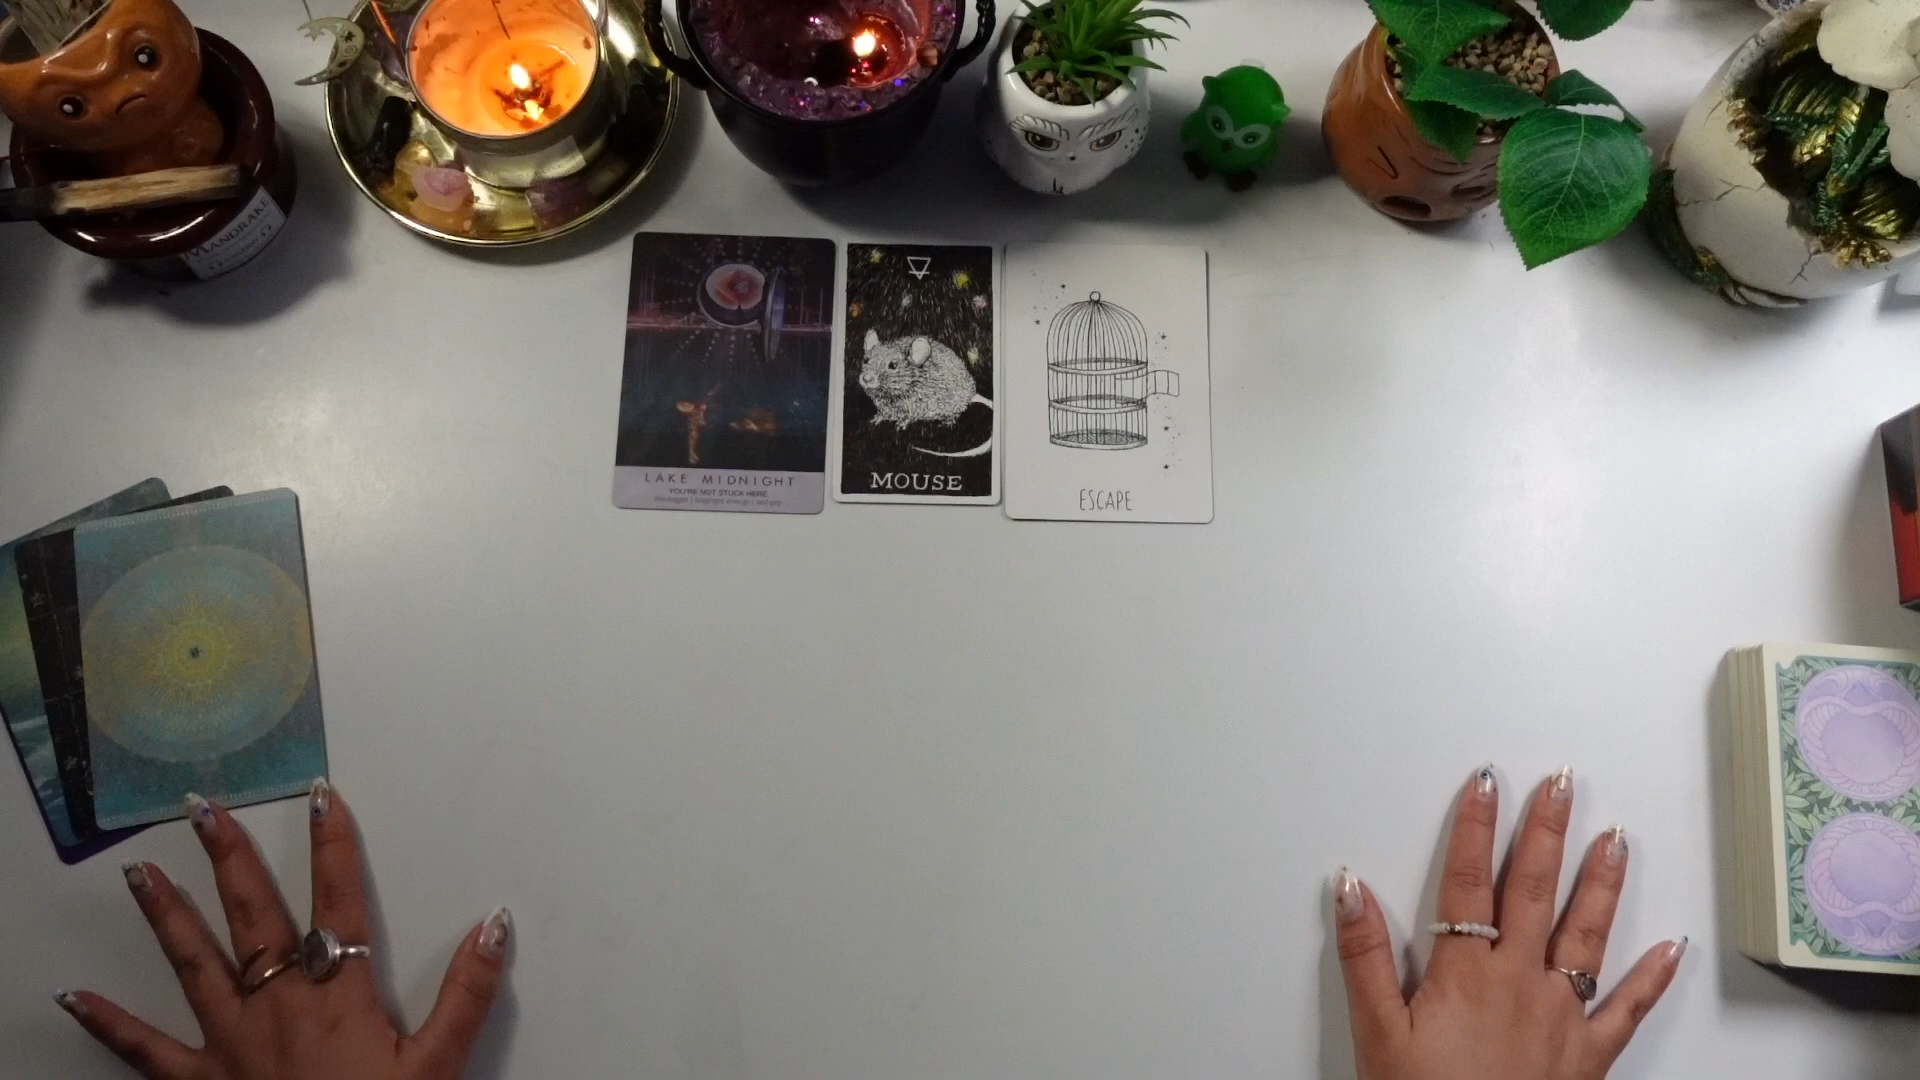 MANDRAKE
LAKE MIDNIGHT
YOU'RE NOT STUCK HERE
MOUSE
ESCAPE